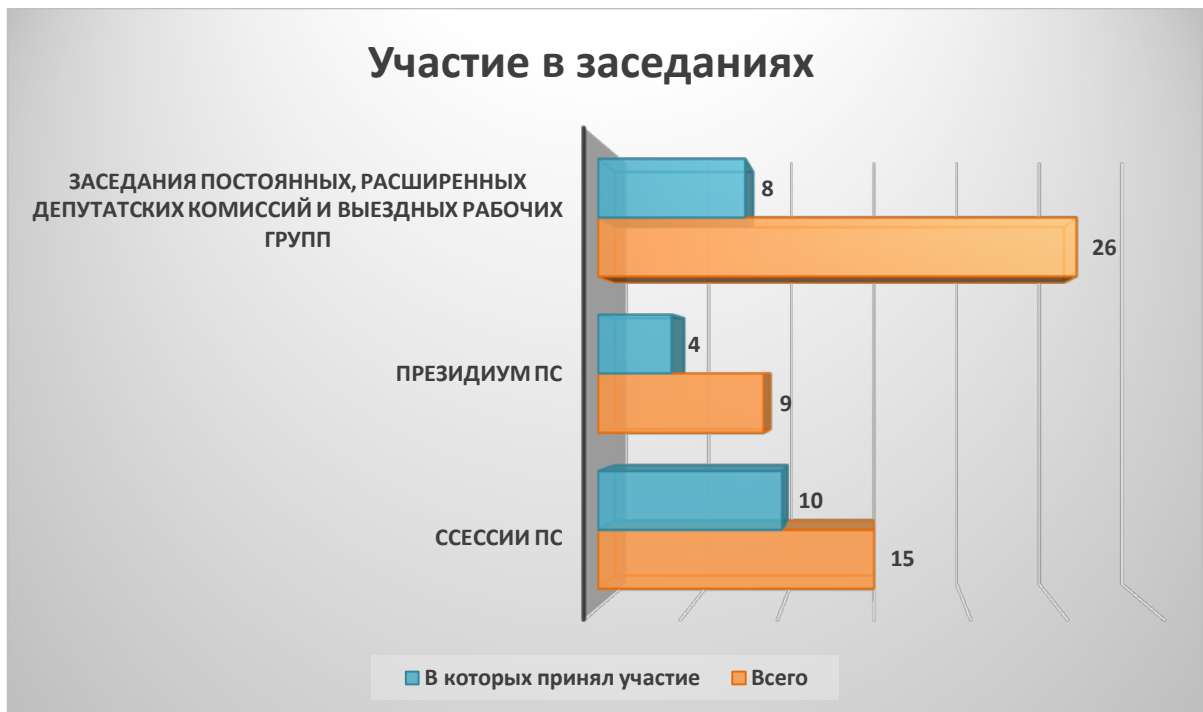 Участие в заседаниях
ЗАСЕДАНИЯ ПОСТОЯННЫХ, РАСШИРЕННЫХ
ДЕПУТАТСКИХ КОМИССИЙ И ВЫЕЗДНЫХ РАБОЧИХ
ГРУПП
8
26
ПРЕЗИДИУМ ПС
4
9
ССЕССИИ ПС
10
15
В которых принял участие
Всего